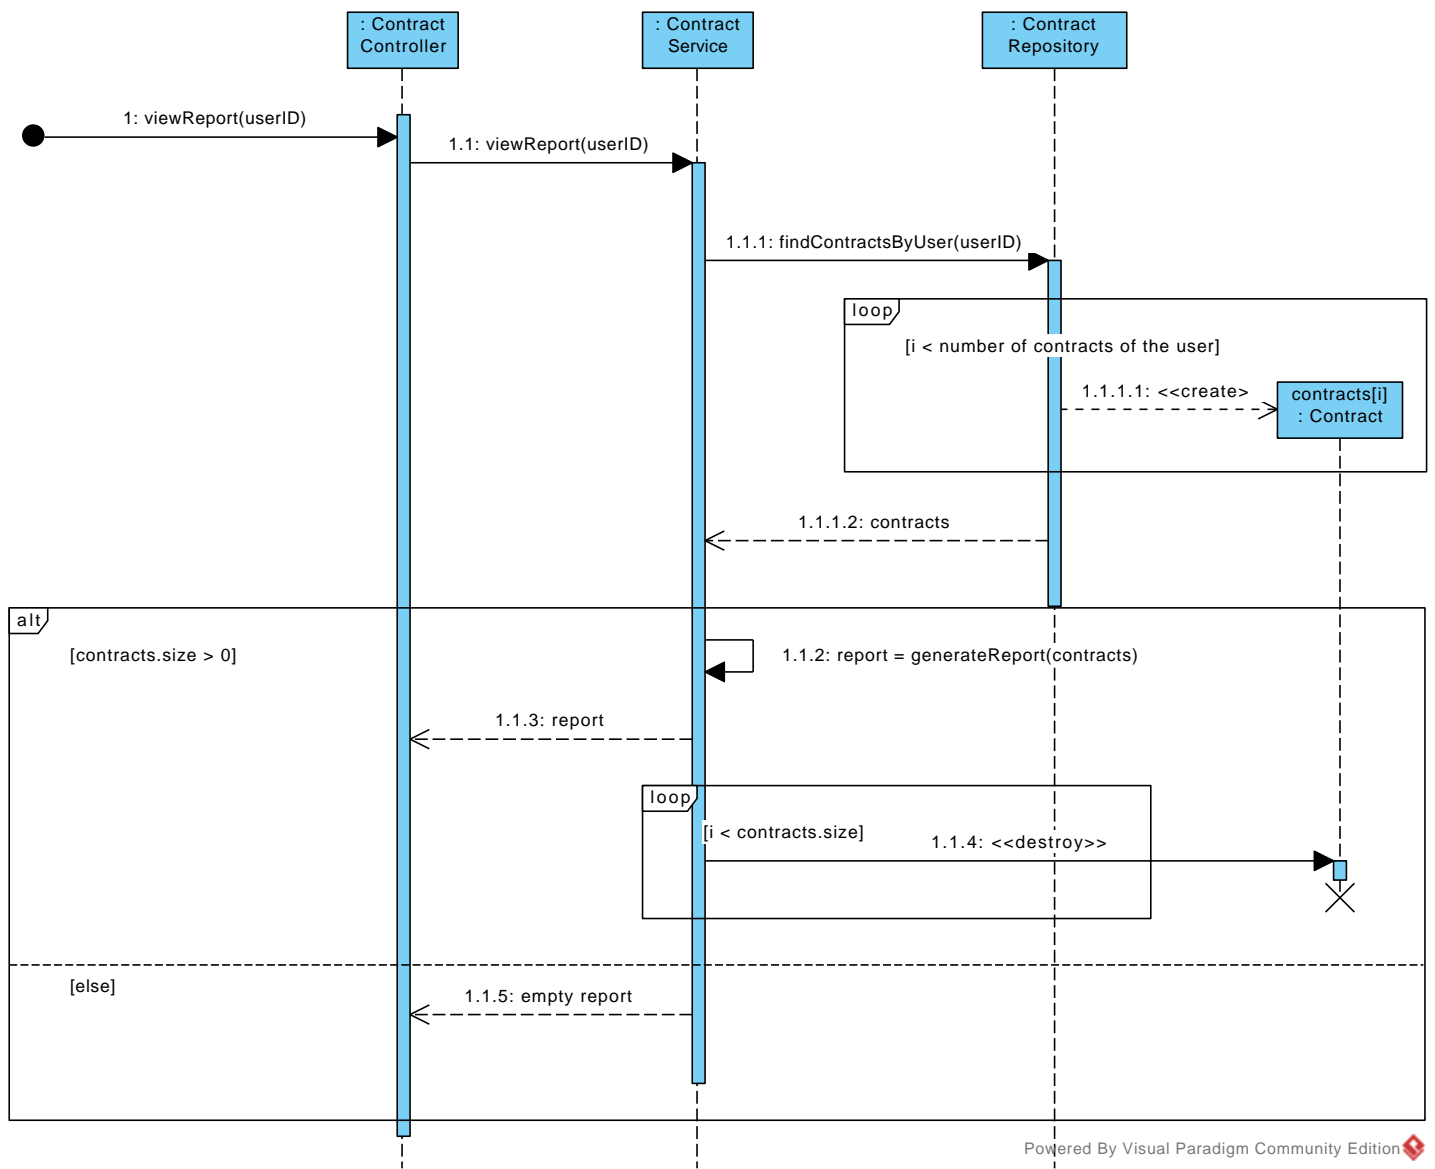 : Contract
Controller
: Contract
Service
: Contract
Repository
1: viewReport(userID)
1.1: viewReport(userID)
1.1.1: findContractsByUser(userID)
loop
[i < number of contracts of the user]
1.1.1.1: <<create>
contracts[i]
: Contract
1.1.1.2: contracts
alt
[contracts.size > 0]
1.1.2: report = generateReport(contracts)
1.1.3: report
loop
[i < contracts.size]
1.1.4: <<destroy>>
[else]
1.1.5: empty report
Powered By Visual Paradigm Community Edition